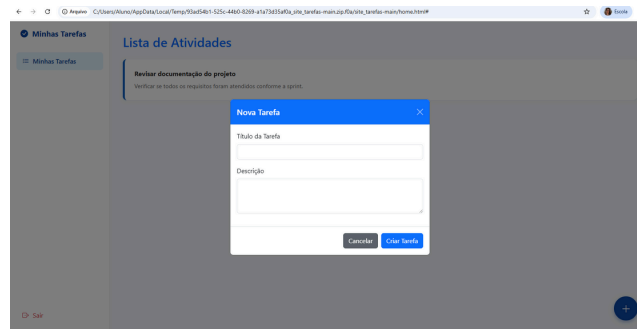 Arquivo C:/Users/Aluno/AppData/Local/Temp/93ad54b1-525c-44b0-8269-a1a73d35af0a_site_tarefas-main.zip.f0a/site_tarefas-main/home.html#
Escola
Minhas Tarefas
Minhas Tarefas
Lista de Atividades
Revisar documentação do projeto
Verificar se todos os requisitos foram atendidos conforme a sprint.
Nova Tarefa
Título da Tarefa
Descrição
Cancelar
Criar Tarefa
Sair